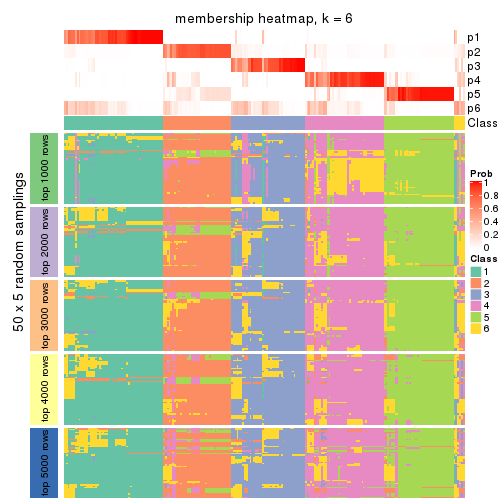 membership heatmap, k = 6
p1
p2
p3
p4
p5
p6
Class
50 x 5 random samplings
top 1000 rows
top 2000 rows
top 3000 rows
top 4000 rows
top 5000 rows
Prob
1
0.8
0.6
0.4
0.2
0
Class
1
2
3
4
5
6